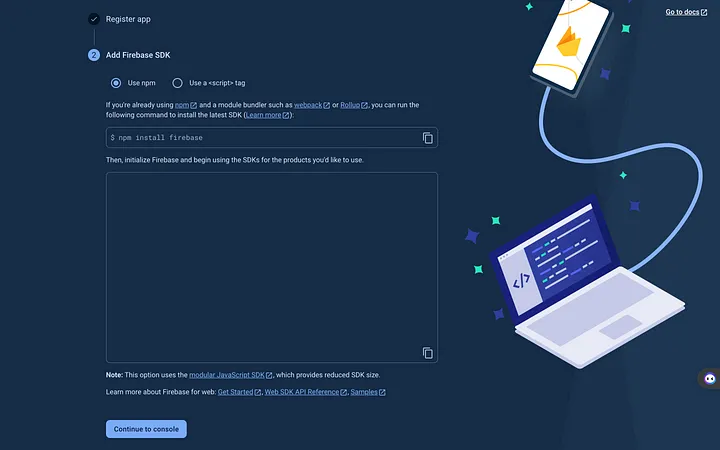 Register app
Go to docs
2 Add Firebase SDK
Use npm Use a <script> tag
If you're already using npm and a module bundler such as webpack or Rollup, you can run the
following command to install the latest SDK (Learn more):
$ npm install firebase
Then, initialize Firebase and begin using the SDKs for the products you'd like to use.
</>
Note: This option uses the modular JavaScript SDK, which provides reduced SDK size.
Learn more about Firebase for web: Get Started, Web SDK API Reference, Samples
Continue to console